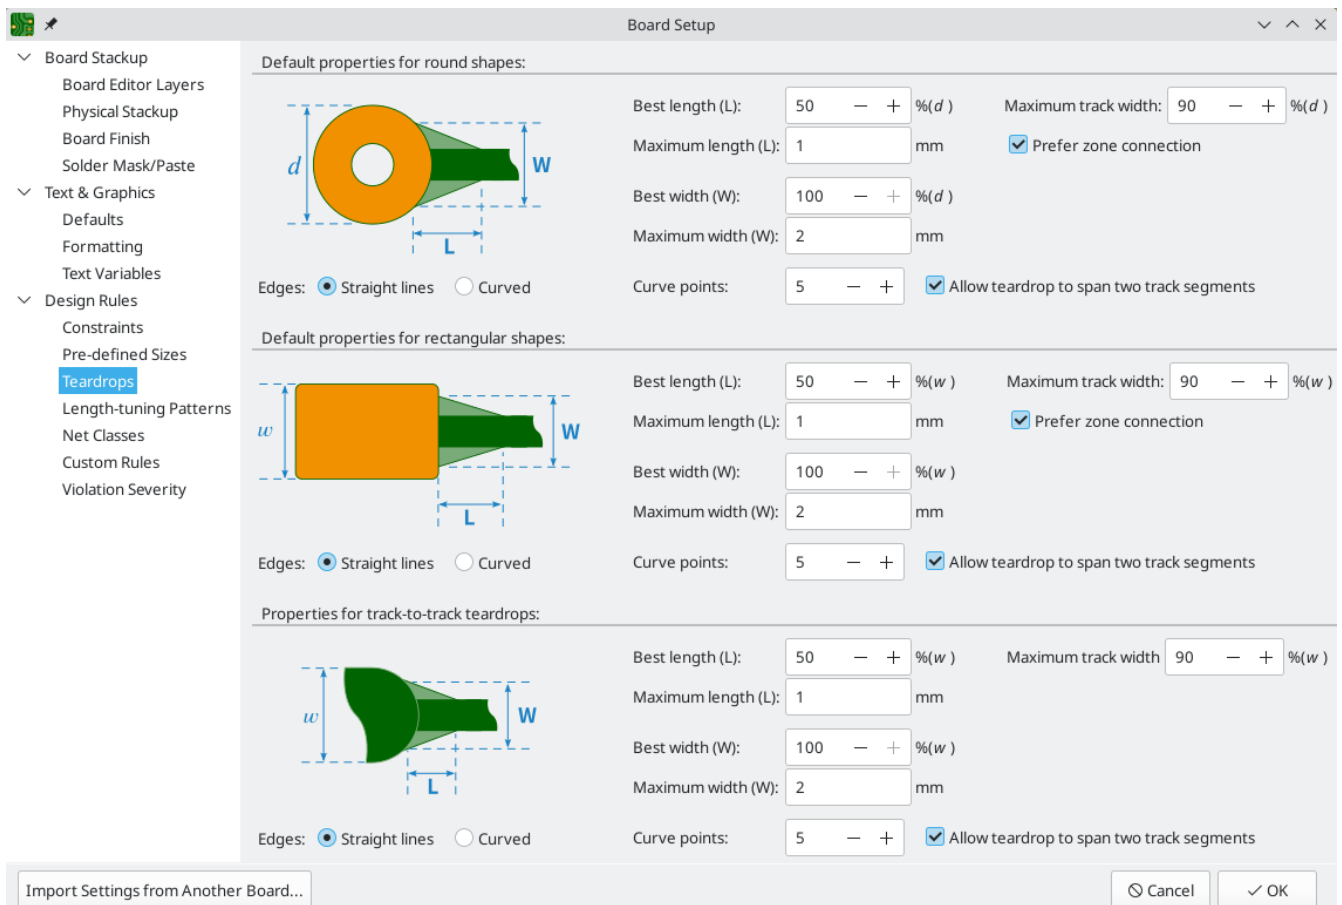 Board Setup
Board Stackup
Board Editor Layers
Physical Stackup
Board Finish
Solder Mask/Paste
Text & Graphics
Defaults
Formatting
Text Variables
Design Rules
Constraints
Pre-defined Sizes
Teardrops
Length-tuning Patterns
Net Classes
Custom Rules
Violation Severity
Default properties for round shapes:
d
W
L
Best length (L): 50 %(d ) Maximum track width: 90 %(d )
Maximum length (L): 1 mm Prefer zone connection
Best width (W): 100 %(d )
Maximum width (W): 2 mm
Edges: Straight lines Curved Curve points: 5 Allow teardrop to span two track segments
Default properties for rectangular shapes:
w
W
L
Best length (L): 50 %(w ) Maximum track width: 90 %(w )
Maximum length (L): 1 mm Prefer zone connection
Best width (W): 100 %(w )
Maximum width (W): 2 mm
Edges: Straight lines Curved Curve points: 5 Allow teardrop to span two track segments
Properties for track-to-track teardrops:
w
W
L
Best length (L): 50 %(w ) Maximum track width 90 %(w )
Maximum length (L): 1 mm
Best width (W): 100 %(w )
Maximum width (W): 2 mm
Edges: Straight lines Curved Curve points: 5 Allow teardrop to span two track segments
Import Settings from Another Board... Cancel OK